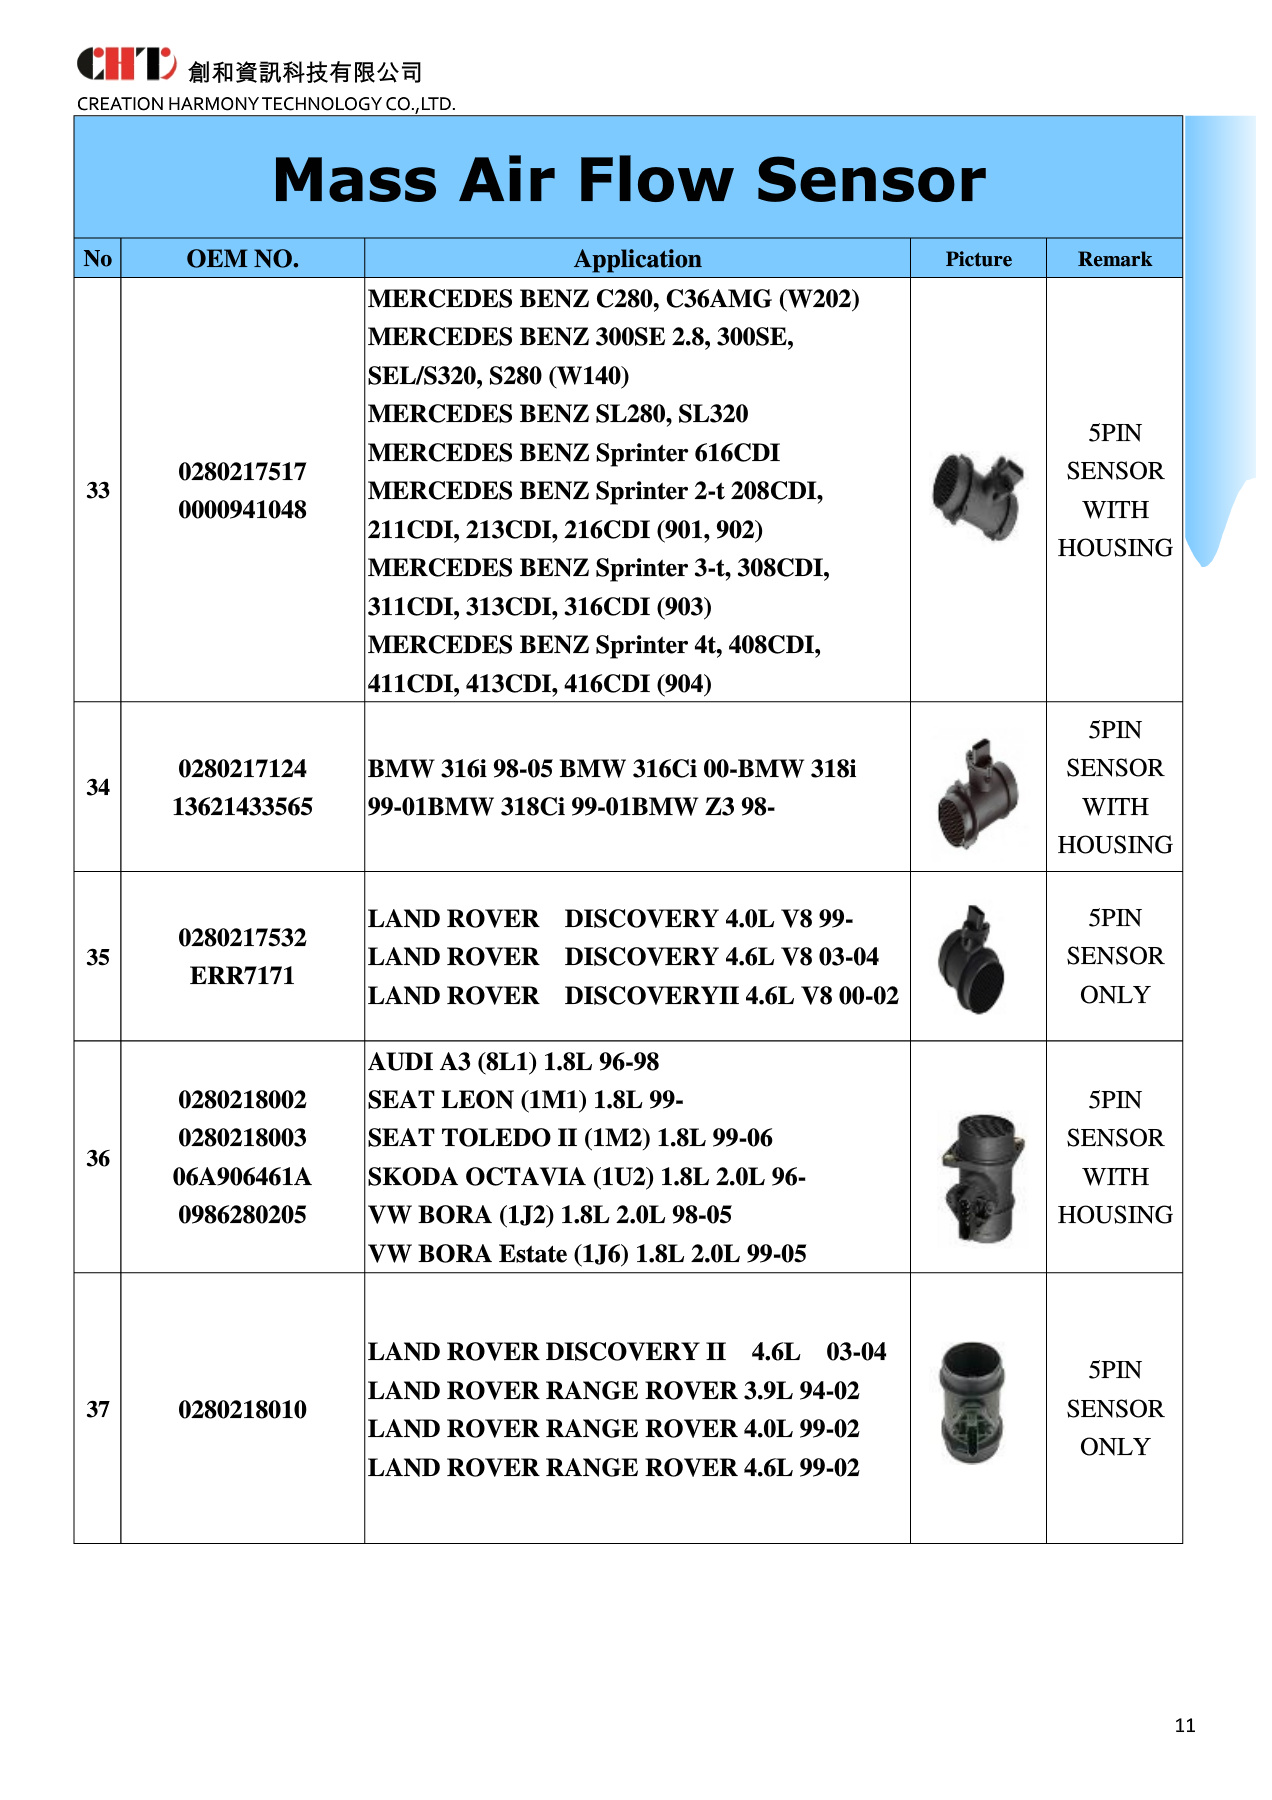 CHT 創和資訊科技有限公司
CREATION HARMONY TECHNOLOGY CO.,LTD.
Mass Air Flow Sensor
No OEM NO. Application Picture Remark
33
0280217517
0000941048
MERCEDES BENZ C280, C36AMG (W202)
MERCEDES BENZ 300SE 2.8, 300SE,
SEL/S320, S280 (W140)
MERCEDES BENZ SL280, SL320
MERCEDES BENZ Sprinter 616CDI
MERCEDES BENZ Sprinter 2-t 208CDI,
211CDI, 213CDI, 216CDI (901, 902)
MERCEDES BENZ Sprinter 3-t, 308CDI,
311CDI, 313CDI, 316CDI (903)
MERCEDES BENZ Sprinter 4t, 408CDI,
411CDI, 413CDI, 416CDI (904)
5PIN
SENSOR
WITH
HOUSING
34
0280217124
13621433565
BMW 316i 98-05 BMW 316Ci 00-BMW 318i
99-01BMW 318Ci 99-01BMW Z3 98-
5PIN
SENSOR
WITH
HOUSING
35
0280217532
ERR7171
LAND ROVER DISCOVERY 4.0L V8 99-
LAND ROVER DISCOVERY 4.6L V8 03-04
LAND ROVER DISCOVERYII 4.6L V8 00-02
5PIN
SENSOR
ONLY
36
0280218002
0280218003
06A906461A
0986280205
AUDI A3 (8L1) 1.8L 96-98
SEAT LEON (1M1) 1.8L 99-
SEAT TOLEDO II (1M2) 1.8L 99-06
SKODA OCTAVIA (1U2) 1.8L 2.0L 96-
VW BORA (1J2) 1.8L 2.0L 98-05
VW BORA Estate (1J6) 1.8L 2.0L 99-05
5PIN
SENSOR
WITH
HOUSING
37
0280218010
LAND ROVER DISCOVERY II 4.6L 03-04
LAND ROVER RANGE ROVER 3.9L 94-02
LAND ROVER RANGE ROVER 4.0L 99-02
LAND ROVER RANGE ROVER 4.6L 99-02
5PIN
SENSOR
ONLY
11